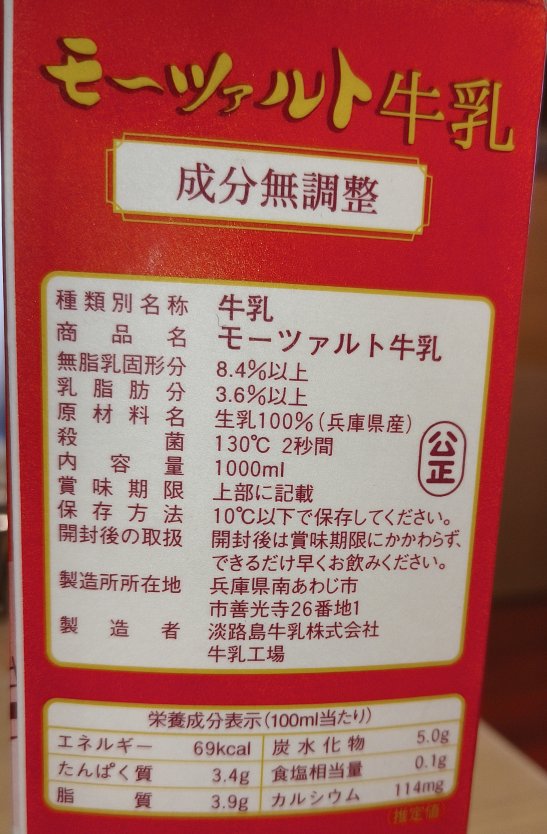 モーツァルト牛乳
成分無調整
種類別名称 牛乳
商品名 モーツァルト牛乳
無脂乳固形分 8.4％以上
乳脂肪分 3.6％以上
原材料名 生乳100％（兵庫県産）
殺菌 130℃ 2秒間
内容量 1000ml
賞味期限 上部に記載
保存方法 10℃以下で保存してください。
開封後の取扱 開封後は賞味期限にかかわらず、
できるだけ早くお飲みください。
公正
製造所所在地 兵庫県南あわじ市
市善光寺26番地1
製造者 淡路島牛乳株式会社
牛乳工場
栄養成分表示（100ml当たり）
エネルギー 69kcal 炭水化物 5.0g
たんぱく質 3.4g 食塩相当量 0.1g
脂質 3.9g カルシウム 114mg
（推定値）